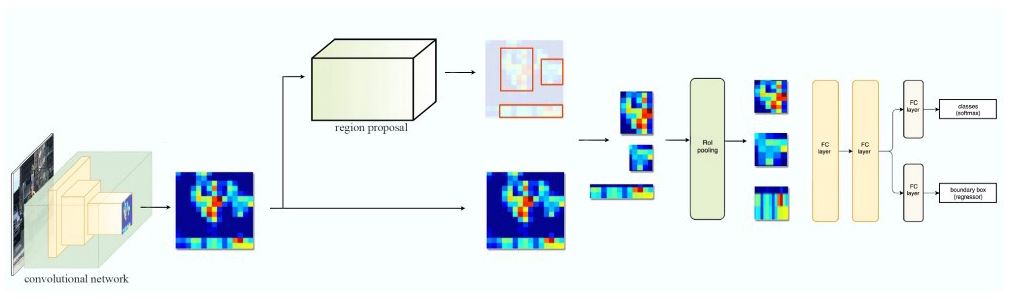 convolutional network
region proposal
RoI
pooling
FC
layer
FC
layer
FC
layer
classes
(softmax)
FC
layer
boundary box
(regressor)